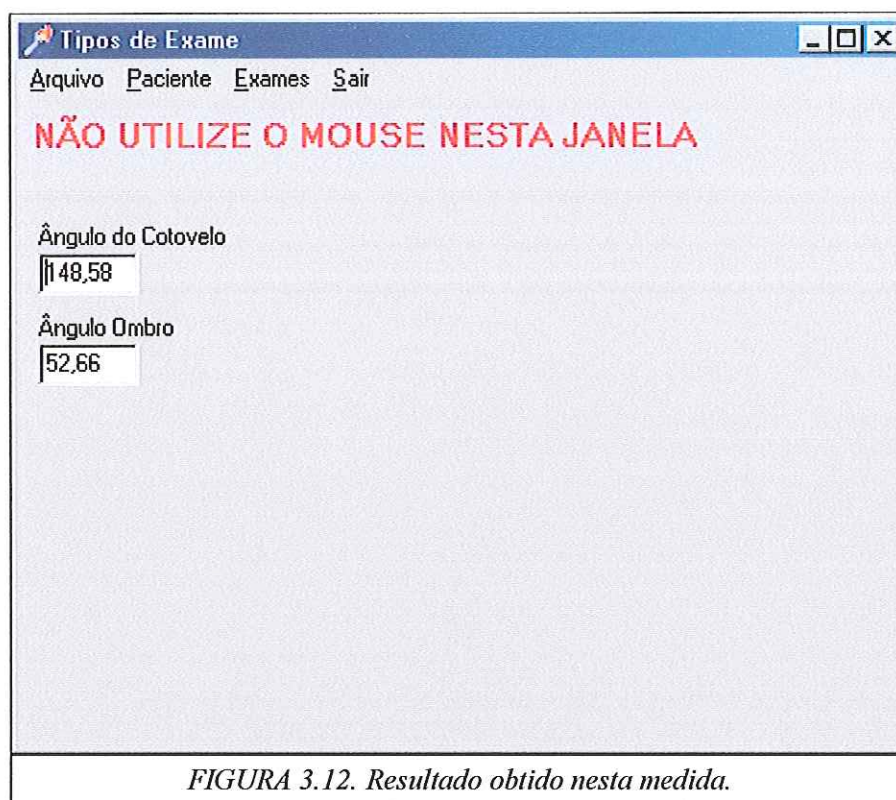 Tipos de Exame
Arquivo Paciente Exames Sair
NÃO UTILIZE O MOUSE NESTA JANELA
Ângulo do Cotovelo
148,58
Ângulo Ombro
52,66
FIGURA 3.12. Resultado obtido nesta medida.